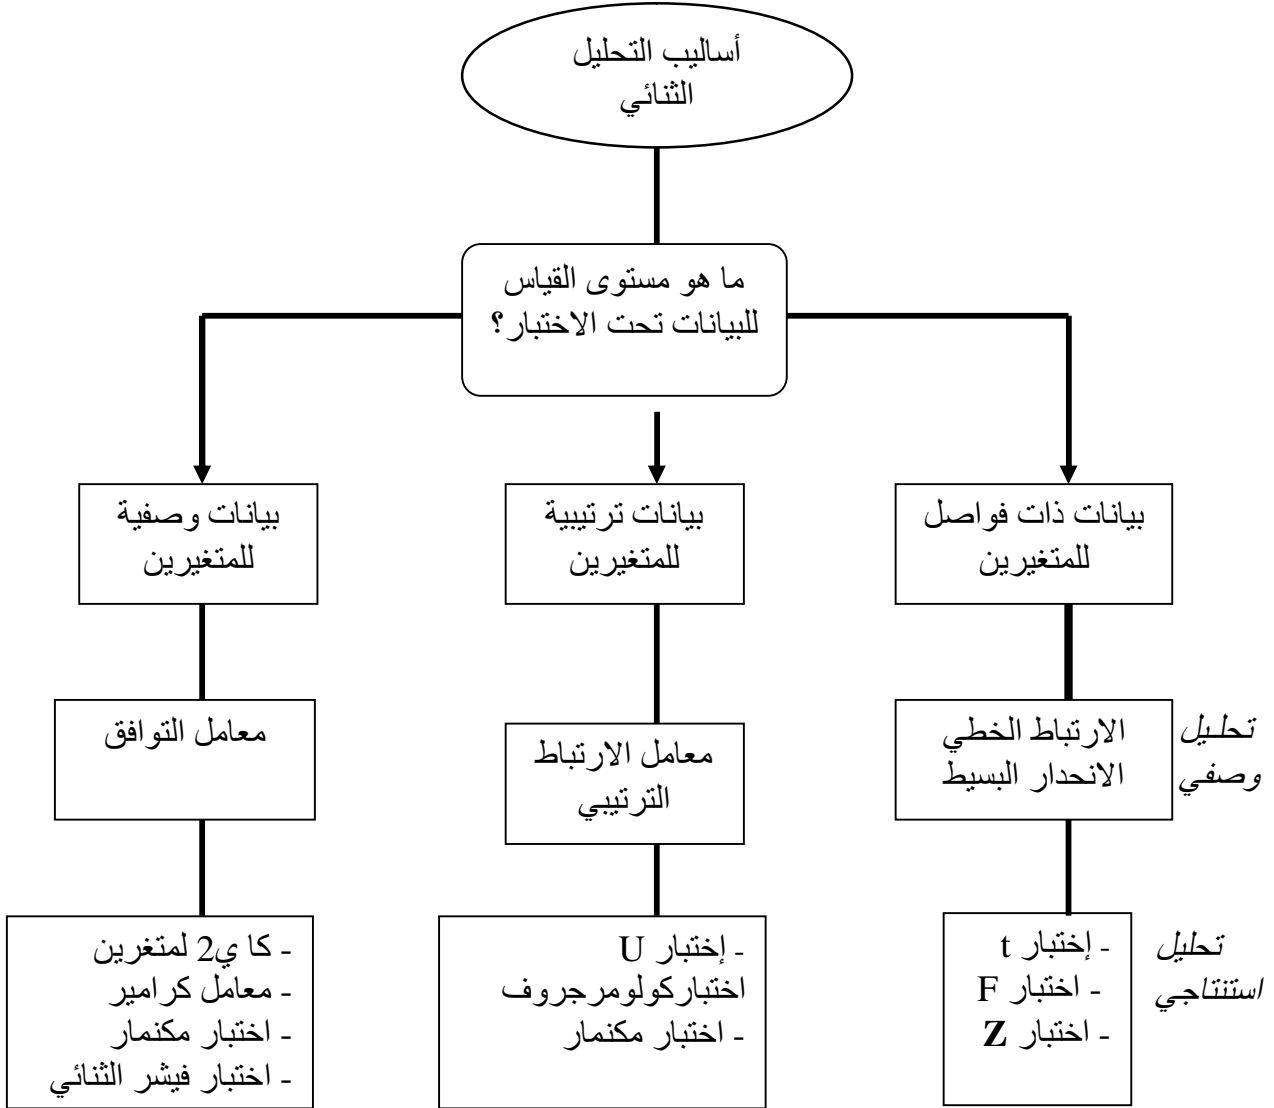 أساليب التحليل
الثنائي
ما هو مستوى القياس
للبيانات تحت الاختبار؟
بيانات ذات فواصل
للمتغيرين
بيانات ترتيبية
للمتغيرين
بيانات وصفية
للمتغيرين
تحليل
وصفي
الارتباط الخطي
الانحدار البسيط
معامل الارتباط
الترتيبي
معامل التوافق
تحليل
استنتاجي
- إختبار t
- اختبار F
- اختبار Z
- إختبار U
اختباركولومرجروف
- اختبار مكنمار
- كا ي2 لمتغرين
- معامل كرامير
- اختبار مكنمار
- اختبار فيشر الثنائي